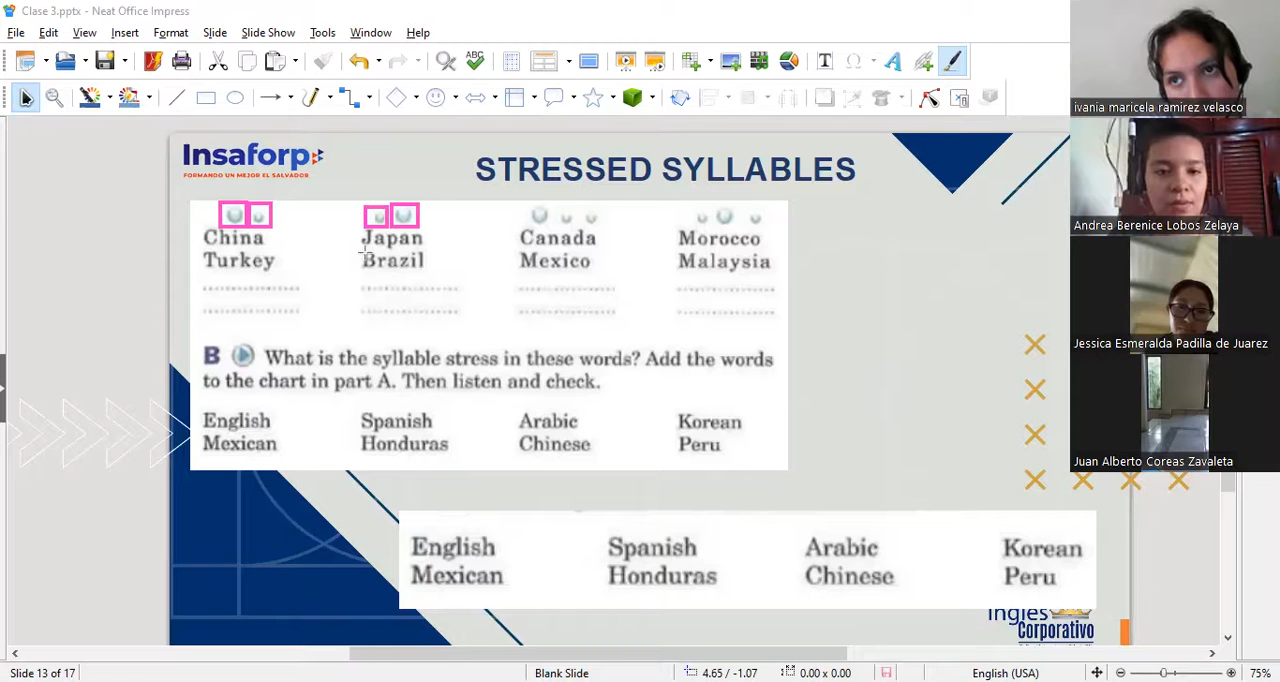 Clase 3.pptx - Neat Office Impress
File Edit View Insert Format Slide Slide Show Tools Window Help
ABC
T Ω A
ivania maricela ramirez velasco
Andrea Berenice Lobos Zelaya
Jessica Esmeralda Padilla de Juarez
Juan Alberto Coreas Zavaleta
Insaforp
FORMANDO UN MEJOR EL SALVADOR
STRESSED SYLLABLES
China Japan Canada Morocco
Turkey Brazil Mexico Malaysia
B What is the syllable stress in these words? Add the words
to the chart in part A. Then listen and check.
English Spanish Arabic Korean
Mexican Honduras Chinese Peru
English Spanish Arabic Korean
Mexican Honduras Chinese Peru
Inglés
Corporativo
Slide 13 of 17 Blank Slide 4.65 / -1.07 0.00 x 0.00 English (USA) 75%